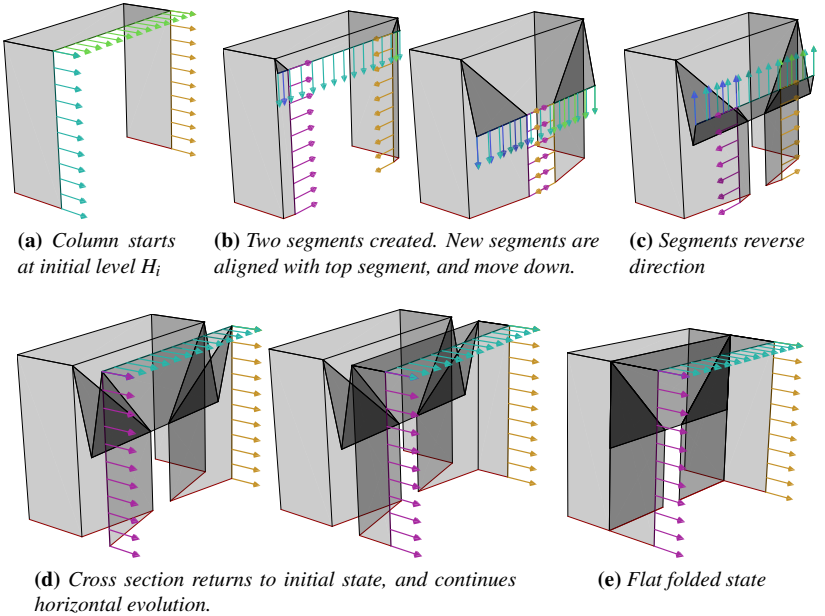 (a) Column starts
at initial level Hi
(b) Two segments created. New segments are
aligned with top segment, and move down.
(c) Segments reverse
direction
(d) Cross section returns to initial state, and continues
horizontal evolution.
(e) Flat folded state